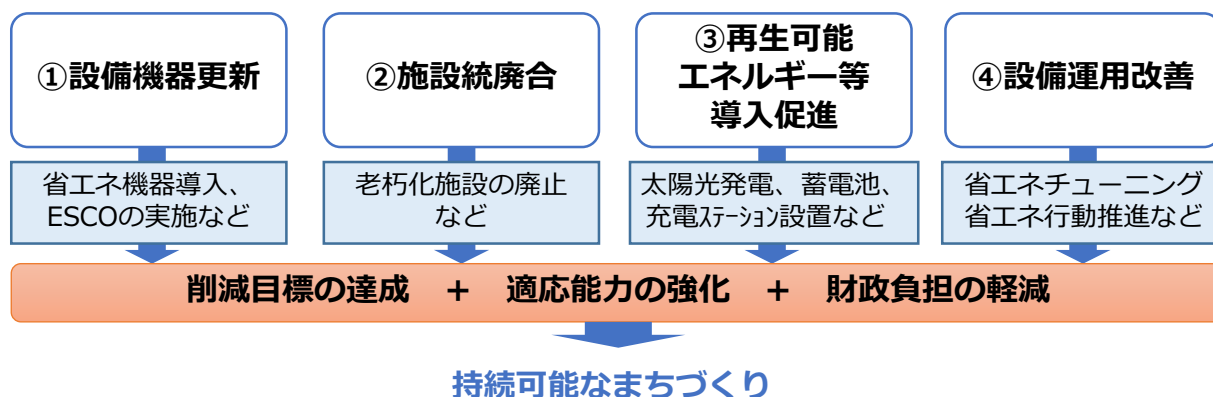 ①設備機器更新
②施設統廃合
③再生可能
エネルギー等
導入促進
④設備運用改善
省エネ機器導入、
ESCOの実施など
老朽化施設の廃止
など
太陽光発電、蓄電池、
充電ｽﾃｰｼｮﾝ設置など
省エネチューニング
省エネ行動推進など
削減目標の達成 + 適応能力の強化 + 財政負担の軽減
持続可能なまちづくり